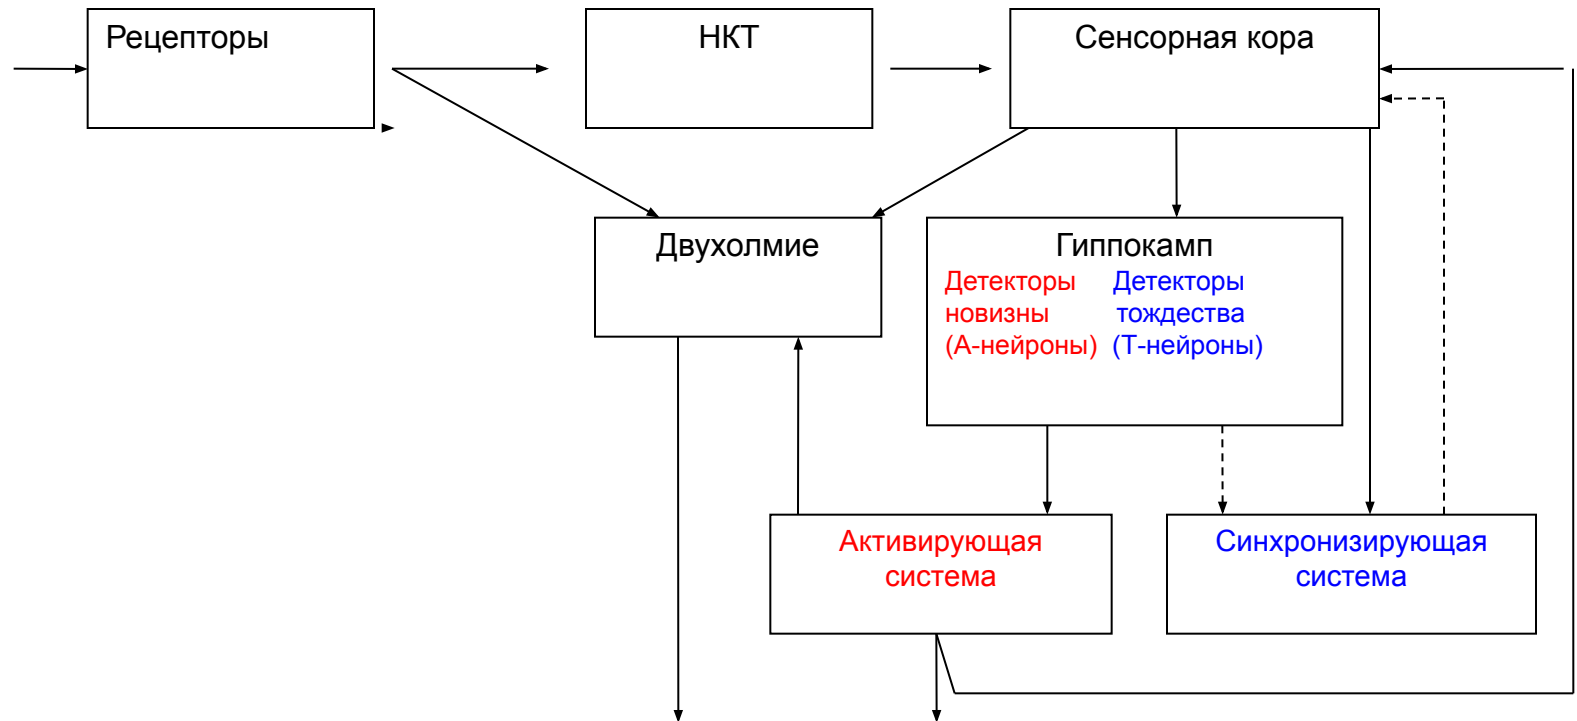 Рецепторы
НКТ
Сенсорная кора
Двухолмие
Гиппокамп
Детекторы
новизны
(А-нейроны)
Детекторы
тождества
(Т-нейроны)
Активирующая
система
Синхронизирующая
система